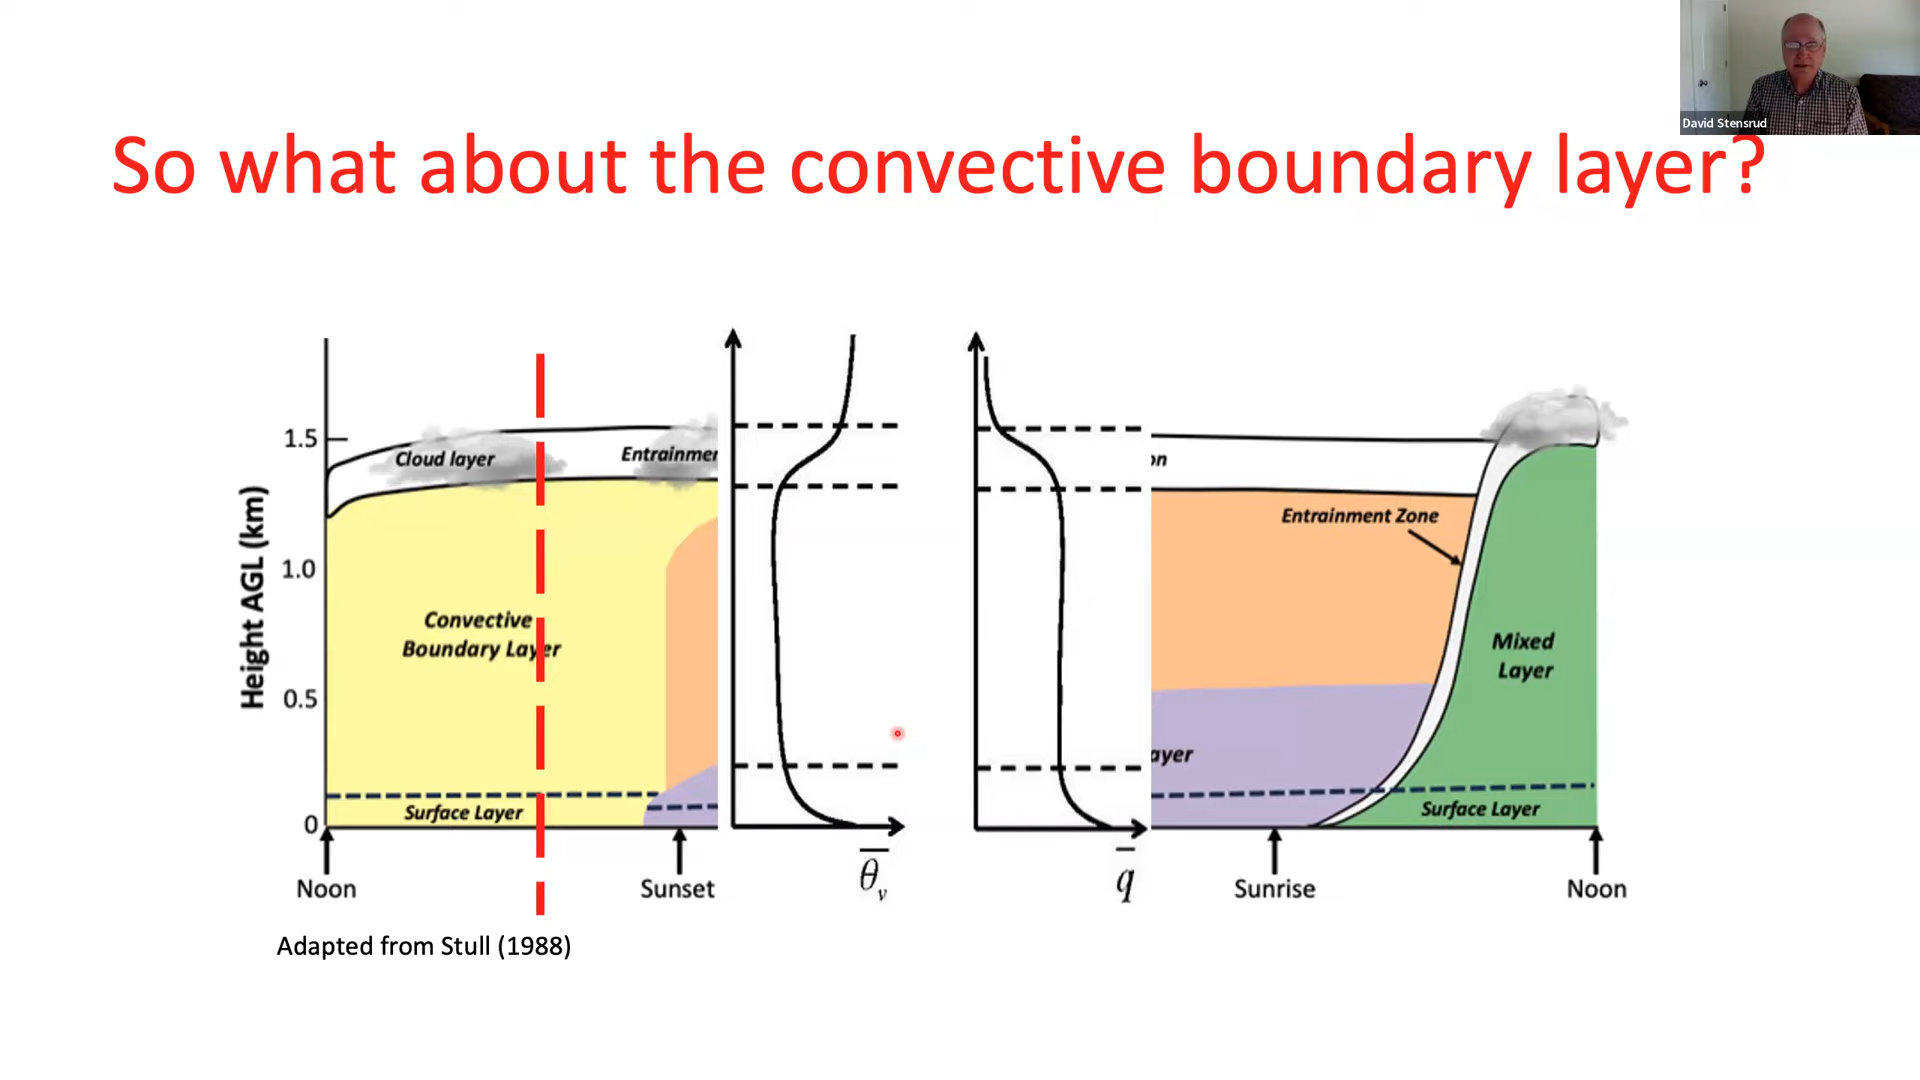 David Stensrud
So what about the convective boundary layer?
1.5
1.0
0.5
0
Height AGL (km)
Cloud layer
Entrainmen
on
Entrainment Zone
Convective
Boundary Layer
Mixed
Layer
ayer
Surface Layer
Surface Layer
θv
q
Noon
Sunset
Sunrise
Noon
Adapted from Stull (1988)